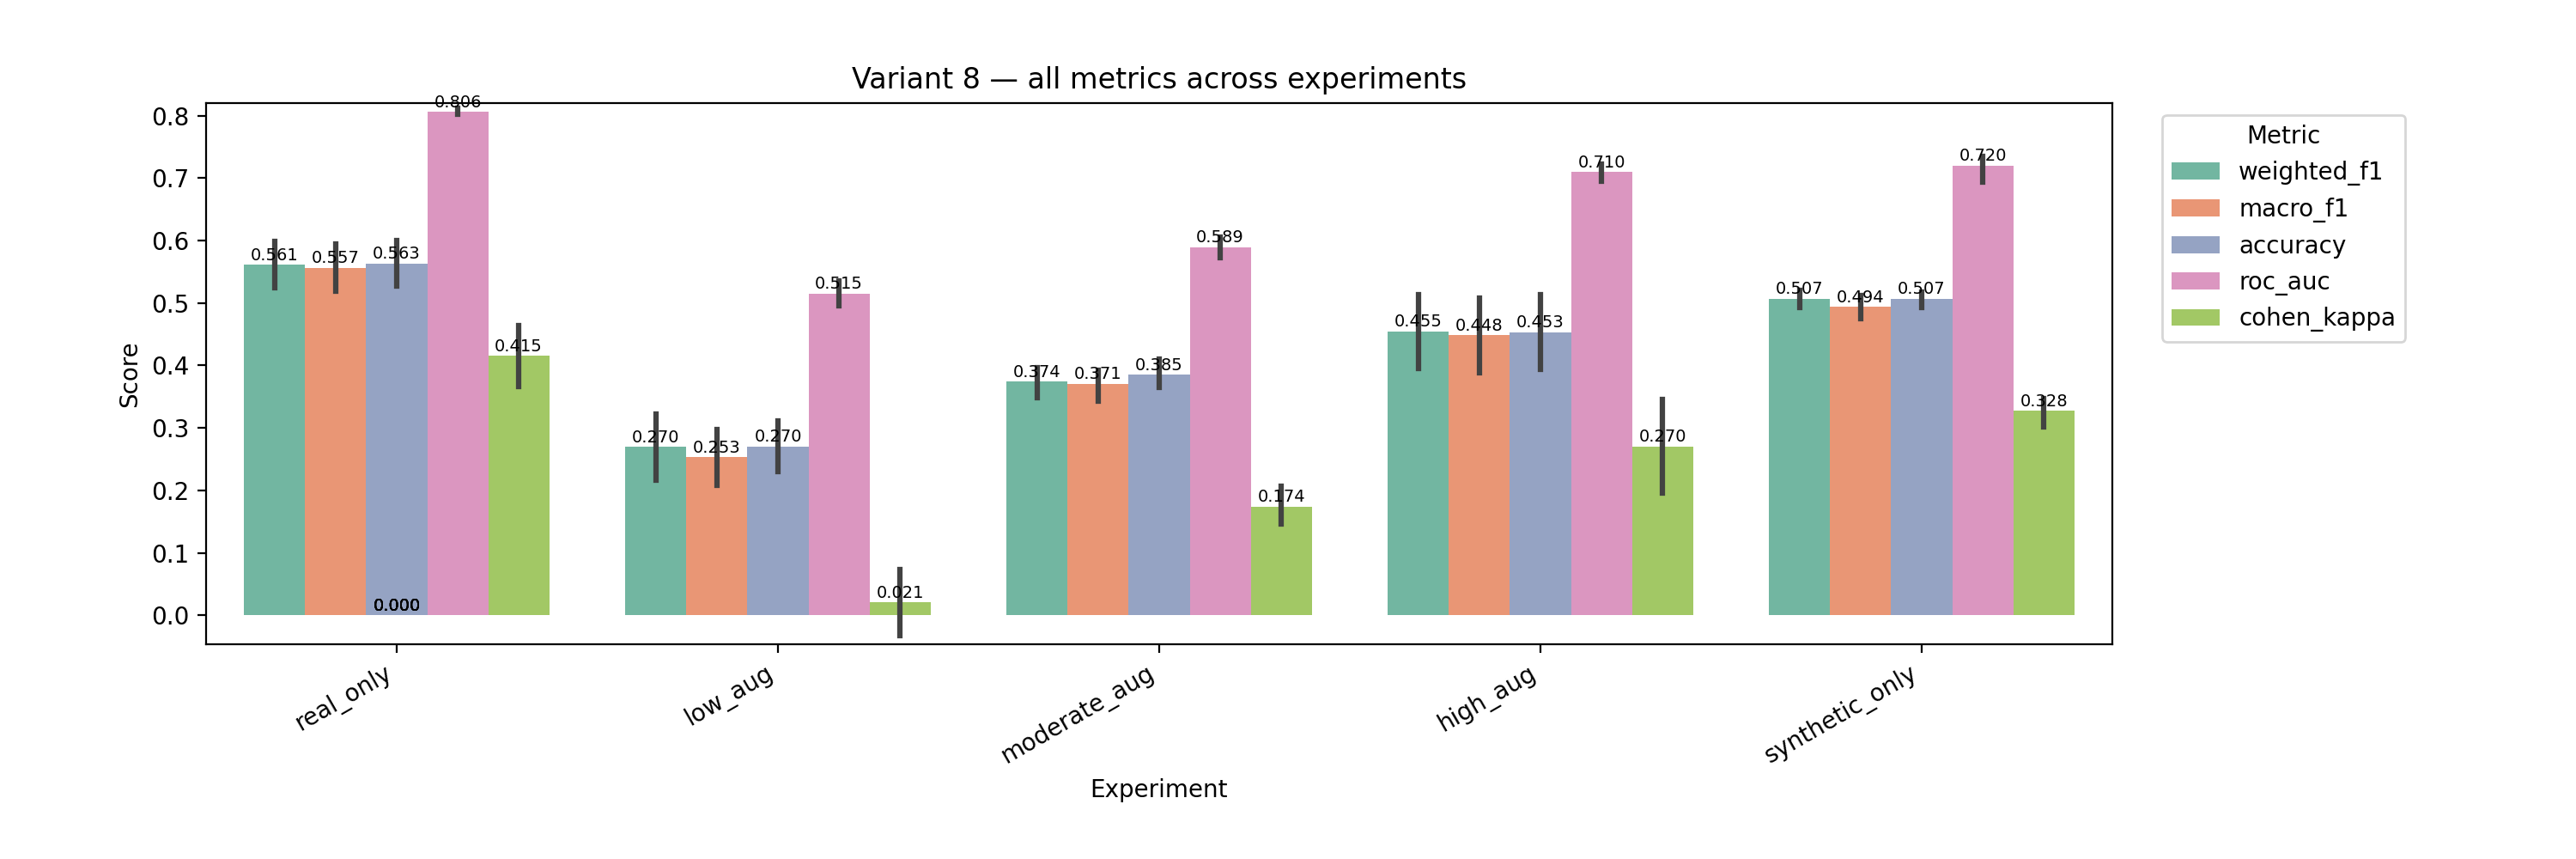 Variant 8 — all metrics across experiments
Score
0.8
0.7
0.6
0.5
0.4
0.3
0.2
0.1
0.0
0.561
0.557
0.563
0.000
0.806
0.415
0.270
0.253
0.270
0.515
0.021
0.374
0.371
0.385
0.589
0.174
0.455
0.448
0.453
0.710
0.270
0.507
0.494
0.507
0.720
0.328
real_only
low_aug
moderate_aug
high_aug
synthetic_only
Experiment
Metric
weighted_f1
macro_f1
accuracy
roc_auc
cohen_kappa